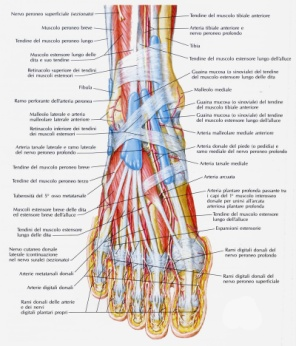 Nervo peroneo superficiale (sezionato)
Muscolo peroneo breve
Tendine del muscolo peroneo lungo
Muscolo estensore lungo delle
dita e suo tendine
Retinacolo superiore dei tendini
dei muscoli estensori
Fibula
Ramo perforante dell'arteria peronea
Malleolo laterale e arteria
malleolare laterale anteriore
Retinacolo inferiore dei tendini
dei muscoli estensori
Arteria tarsale laterale e ramo laterale
del nervo peroneo profondo
Tendine del muscolo peroneo breve
Tendine del muscolo peroneo terzo
Tuberosità del 5° osso metatarsale
Muscoli estensore breve delle dita
ed estensore breve dell'alluce
Tendine del muscolo estensore
lungo delle dita
Nervo cutaneo dorsale
laterale (continuazione
del nervo surale) (sezionato)
Arterie metatarsali dorsali
Arterie digitali dorsali
Rami dorsali delle arterie
e dei nervi
digitali plantari propri
Tendine del muscolo tibiale anteriore
Arteria tibiale anteriore e
nervo peroneo profondo
Tibia
Tendine del muscolo estensore lungo dell'alluce
Guaina mucosa (o sinoviale) del tendine
del muscolo estensore lungo delle dita
Malleolo mediale
Guaina mucosa (o sinoviale) del tendine
del muscolo tibiale anteriore
Guaina mucosa (o sinoviale) del tendine
del muscolo estensore lungo dell'alluce
Arteria malleolare mediale anteriore
Arteria dorsale del piede (o pedidia) e
ramo mediale del nervo peroneo profondo
Arteria tarsale mediale
Arteria arcuata
Arteria plantare profonda passante tra
i capi del 1° muscolo interosseo
dorsale per unirsi all'arcata
arteriosa plantare profonda
Tendine del muscolo estensore
lungo dell'alluce
Espansioni estensorie
Rami digitali dorsali del
nervo peroneo profondo
Rami digitali dorsali del
nervo peroneo superficiale